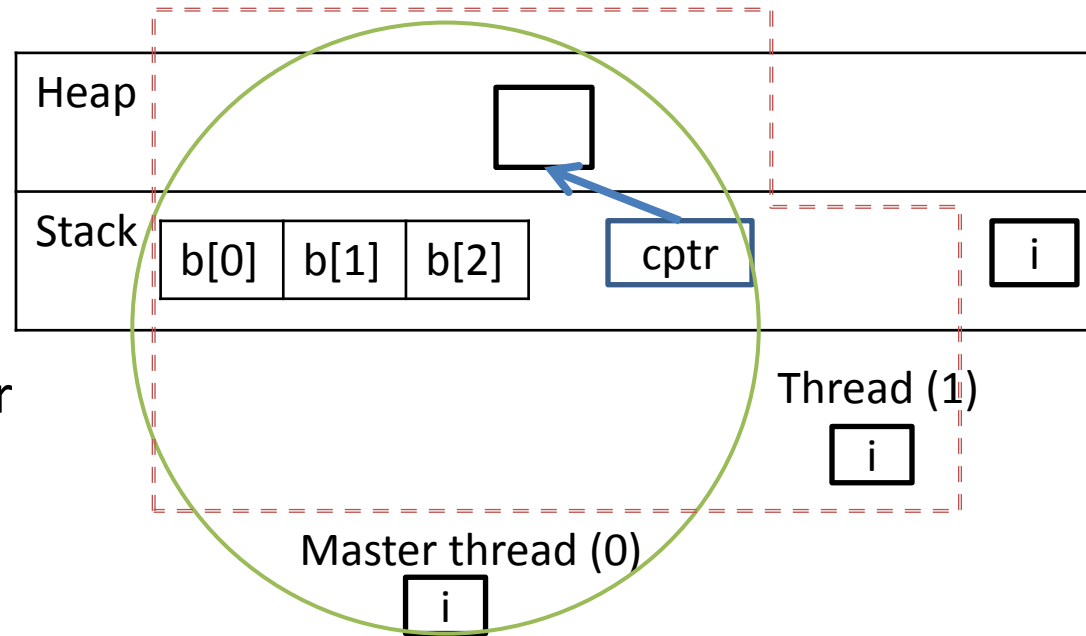 Heap
Stack b[0] b[1] b[2] cptr i
r
Thread (1)
i
Master thread (0)
i